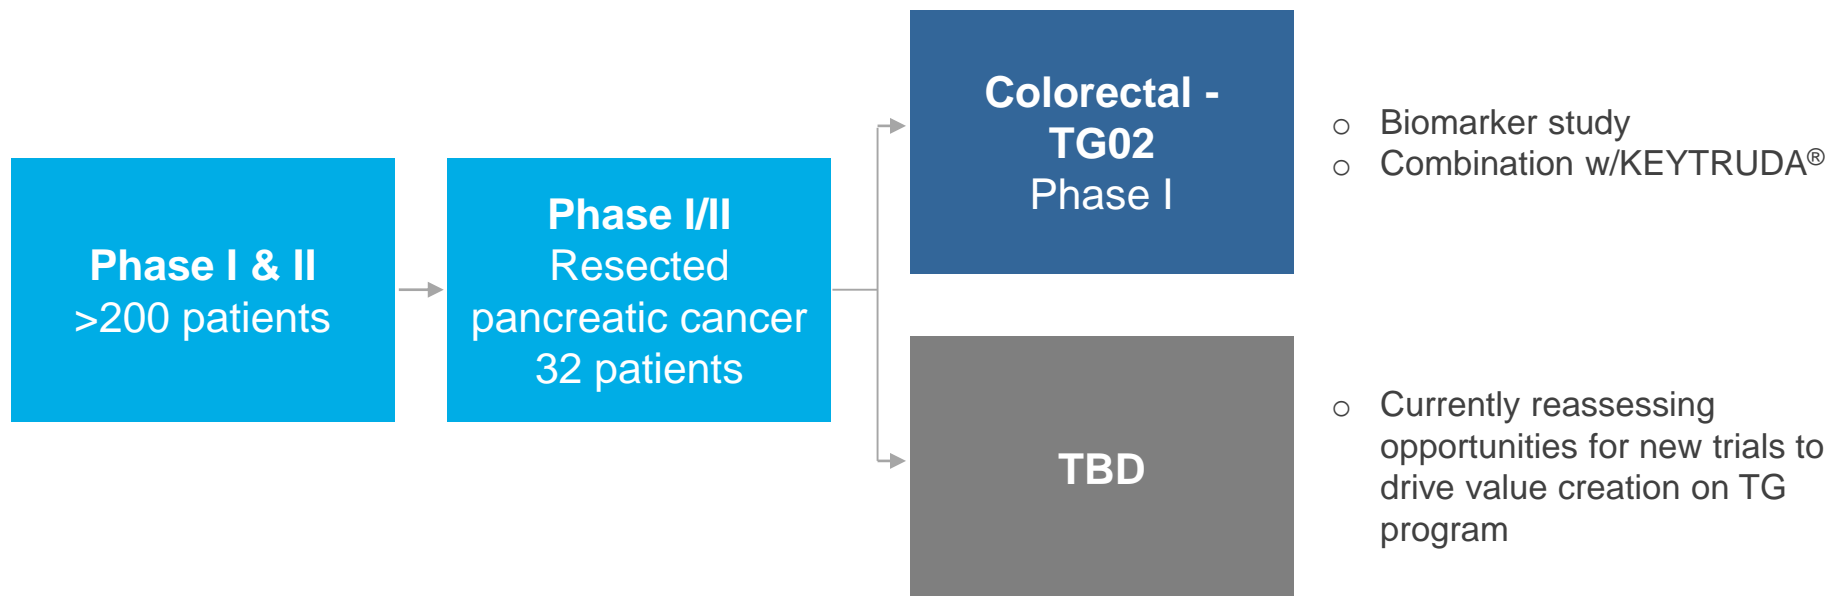 Phase I & II
>200 patients
Phase I/II
Resected
pancreatic cancer
32 patients
Colorectal -
TG02
Phase I
o Biomarker study
o Combination w/KEYTRUDA®
TBD
o Currently reassessing
opportunities for new trials to
drive value creation on TG
program